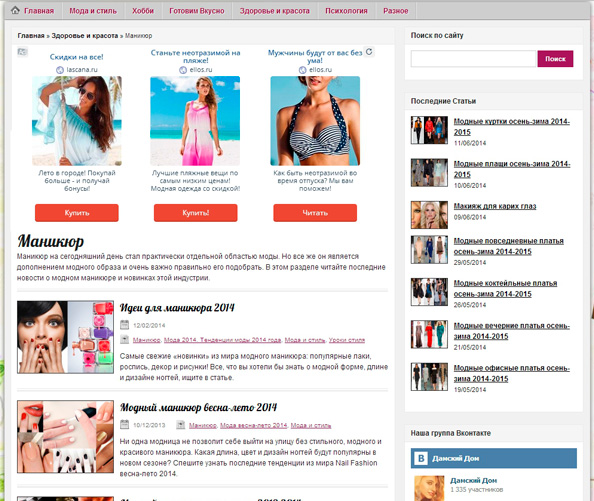 Главная Мода и стиль Хобби Готовим Вкусно Здоровье и красота Психология Разное
Главная » Здоровье и красота » Маникюр
Скидки на все!
lascana.ru
Лето в городе! Покупай
больше - и получай
бонусы!
Купить
Станьте неотразимой на
пляже!
elios.ru
Лучшие пляжные вещи по
самым низким ценам!
Модная одежда со скидкой!
Купить!
Мужчины будут от вас без
ума!
elios.ru
Как быть неотразимой во
время отпуска? Мы вам
поможем!
Читать
Маникюр
Маникюр на сегодняшний день стал практически отдельной областью моды. Но все же он является
дополнением модного образа и очень важно правильно его подобрать. В этом разделе читайте последние
новости о модном маникюре и новинках этой индустрии.
Идеи для маникюра 2014
12/02/2014
Маникюр, Мода 2014. Тенденции моды 2014 года, Мода и стиль, Уроки стиля
Самые свежие «новинки» из мира модного маникюра: популярные лаки,
роспись, декор и рисунки! Все, что вы хотели бы знать о модной форме, длине
и дизайне ногтей, ищите в статье.
Модный маникюр весна-лето 2014
10/12/2013 Маникюр, Мода весна-лето 2014, Мода и стиль
Ни одна модница не позволит себе выйти на улицу без стильного, модного и
красивого маникюра. Какая длина, цвет и дизайн ногтей будут популярны в
новом сезоне? Спешите узнать последние тенденции из мира Nail Fashion
весна-лето 2014.
Поиск по сайту
Поиск
Последние Статьи
Модные куртки осень-зима 2014-
2015
11/06/2014
Модные плащи осень-зима 2014-
2015
10/06/2014
Макияж для карих глаз
09/06/2014
Модные повседневные платья
осень-зима 2014-2015
29/05/2014
Модные коктейльные платья
осень-зима 2014-2015
26/05/2014
Модные вечерние платья осень-
зима 2014-2015
21/05/2014
Модные офисные платья осень-
зима 2014-2015
19/05/2014
Наша группа Вконтакте
В Дамский Дом
Дамский Дом
1 335 участников